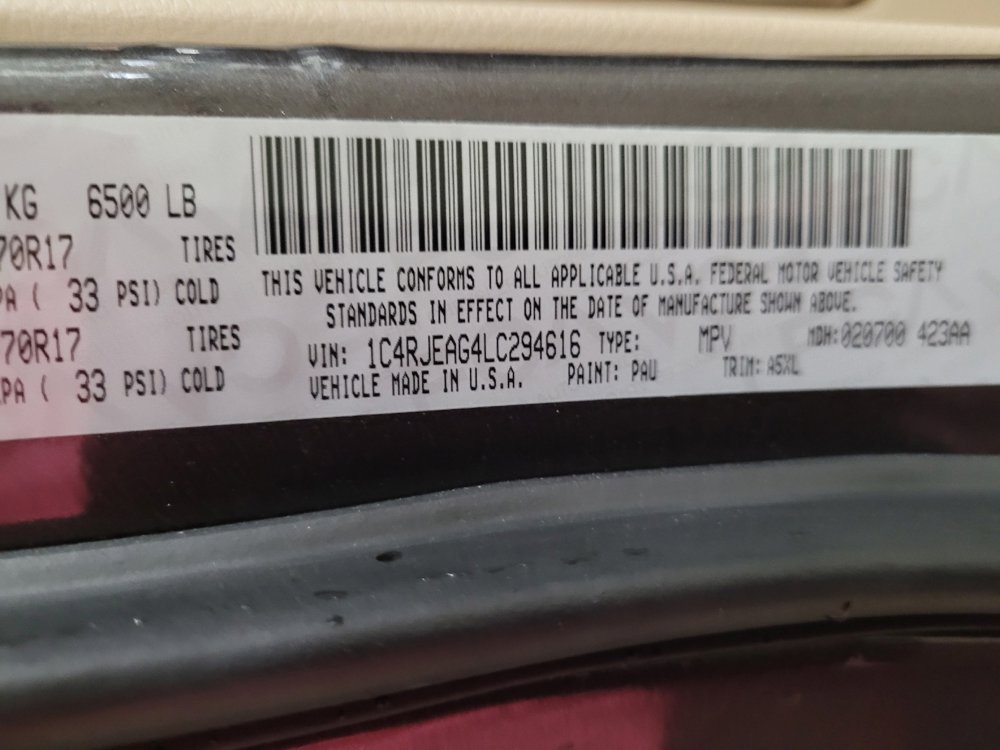 KG 6500 LB
70R17 TIRES
PA ( 33 PSI) COLD
70R17 TIRES
PA ( 33 PSI) COLD
THIS VEHICLE CONFORMS TO ALL APPLICABLE U.S.A. FEDERAL MOTOR VEHICLE SAFETY
STANDARDS IN EFFECT ON THE DATE OF MANUFACTURE SHOWN ABOVE.
VIN: 1C4RJEAG4LC294616 TYPE: MPV MDH:020700 423AA
VEHICLE MADE IN U.S.A. PAINT: PAU TRIM: A5XL